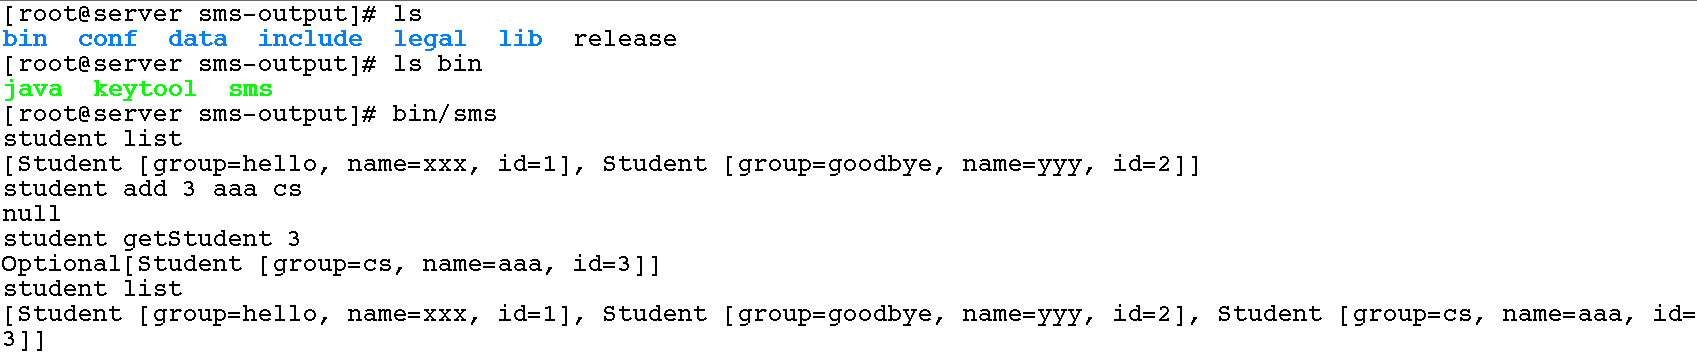 [root@server sms-output]# ls
bin  conf  data  include  legal  lib  release
[root@server sms-output]# ls bin
java  keytool  sms
[root@server sms-output]# bin/sms
student list
[Student [group=hello, name=xxx, id=1], Student [group=goodbye, name=yyy, id=2]]
student add 3 aaa cs
null
student getStudent 3
Optional[Student [group=cs, name=aaa, id=3]]
student list
[Student [group=hello, name=xxx, id=1], Student [group=goodbye, name=yyy, id=2], Student [group=cs, name=aaa, id=
3]]